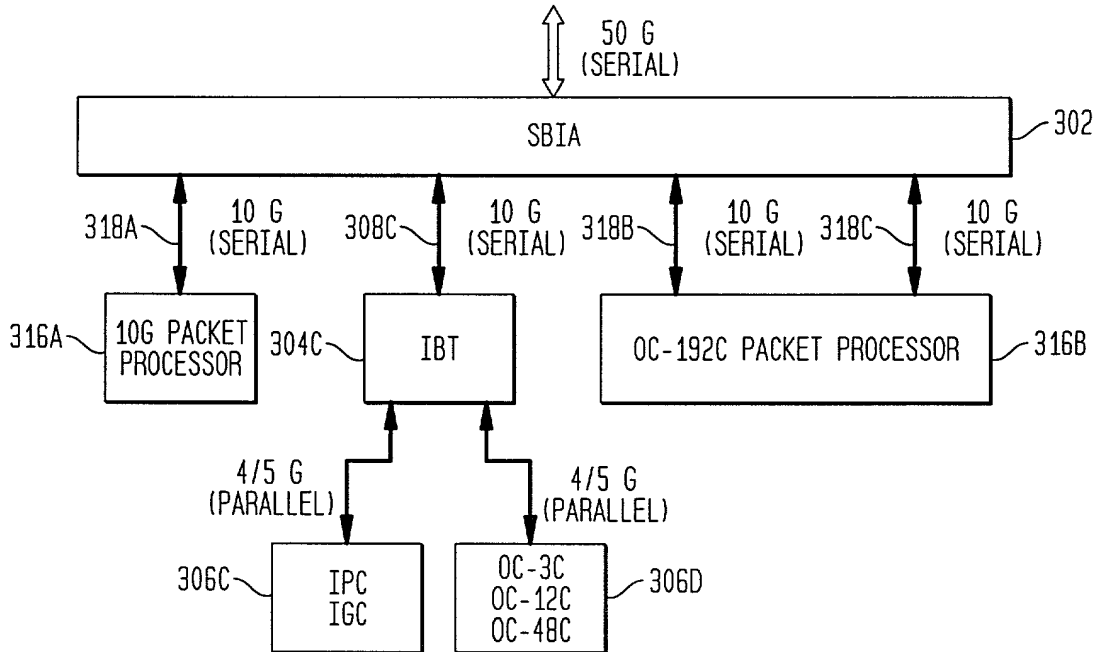 50 G
(SERIAL)
SBIA
302
318A
10 G
(SERIAL)
308C
10 G
(SERIAL)
318B
10 G
(SERIAL)
318C
10 G
(SERIAL)
316A
10G PACKET
PROCESSOR
304C
IBT
OC-192C PACKET PROCESSOR
316B
4/5 G
(PARALLEL)
4/5 G
(PARALLEL)
306C
IPC
IGC
OC-3C
OC-12C
OC-48C
306D